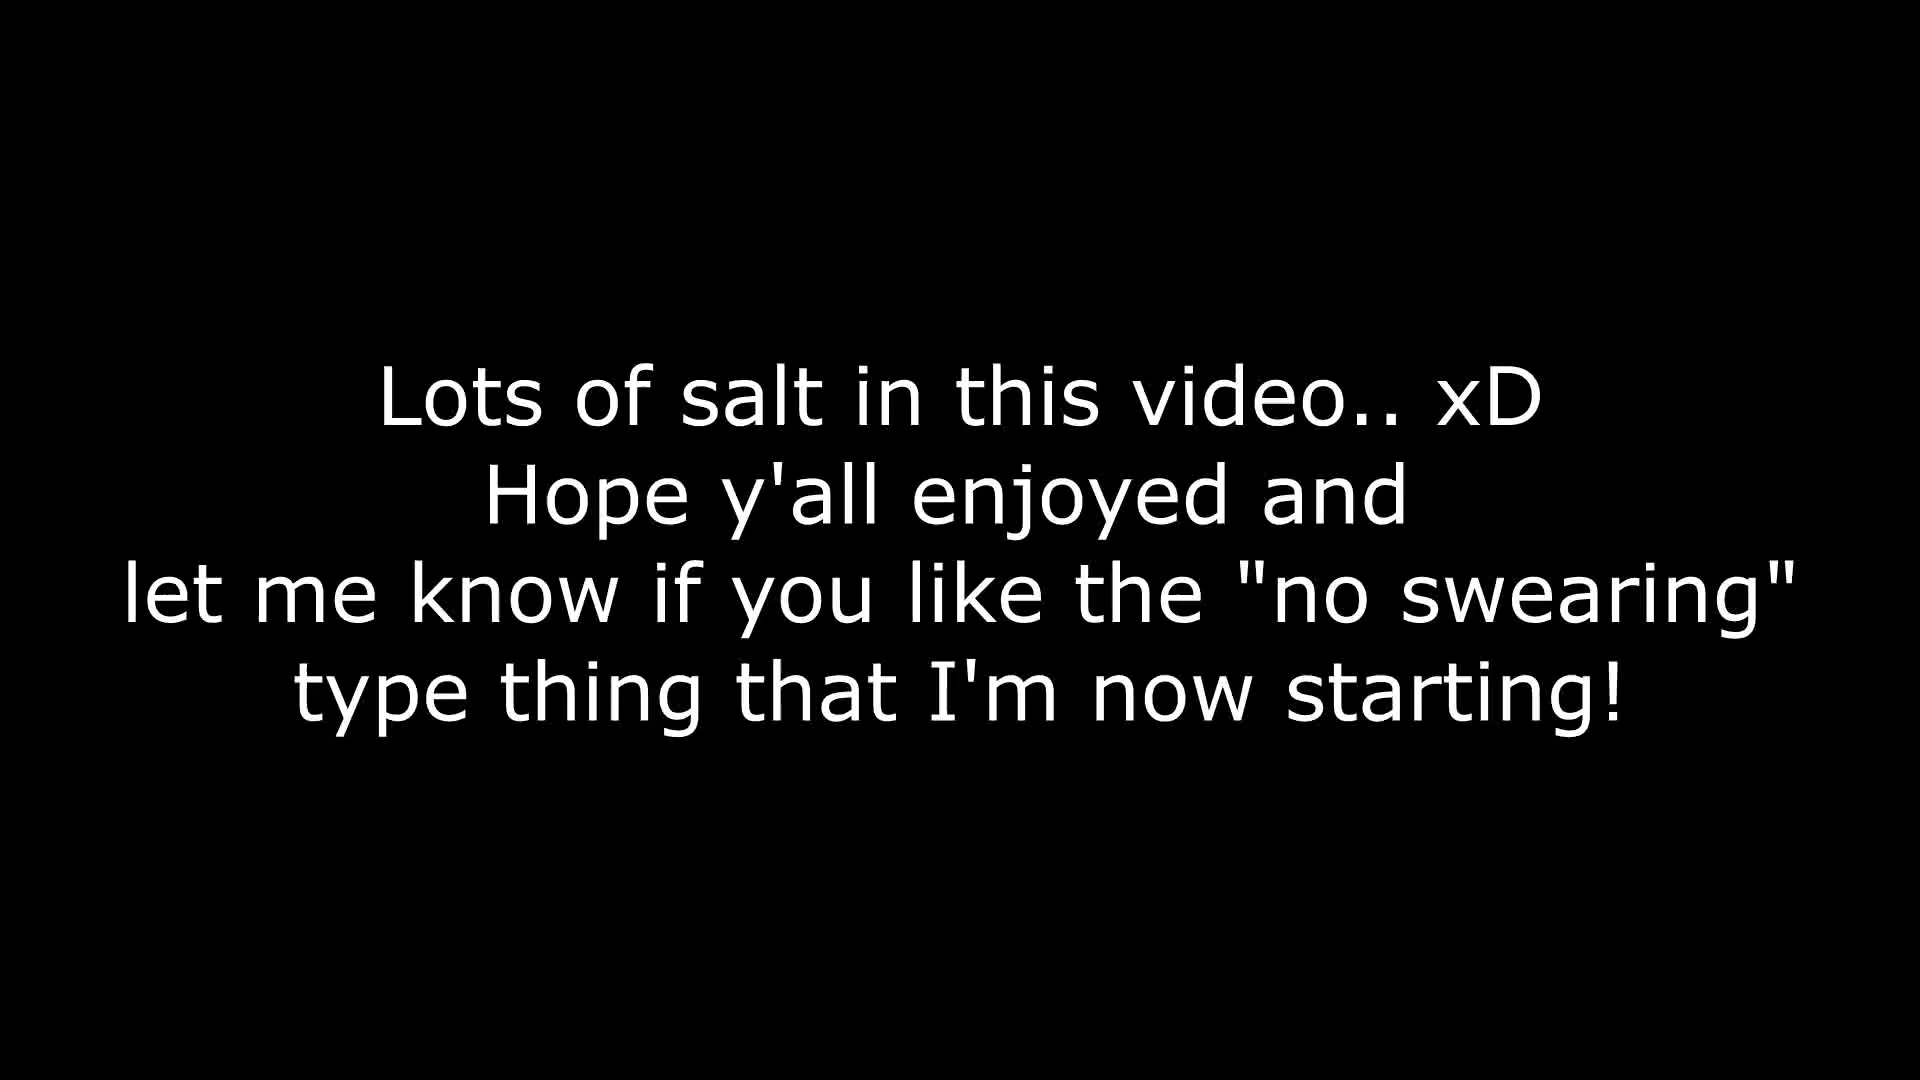 Lots of salt in this video.. xD
Hope y'all enjoyed and
let me know if you like the "no swearing"
type thing that I'm now starting!